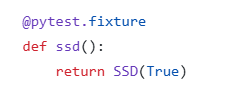 @pytest.fixture
def ssd():
    return SSD(True)